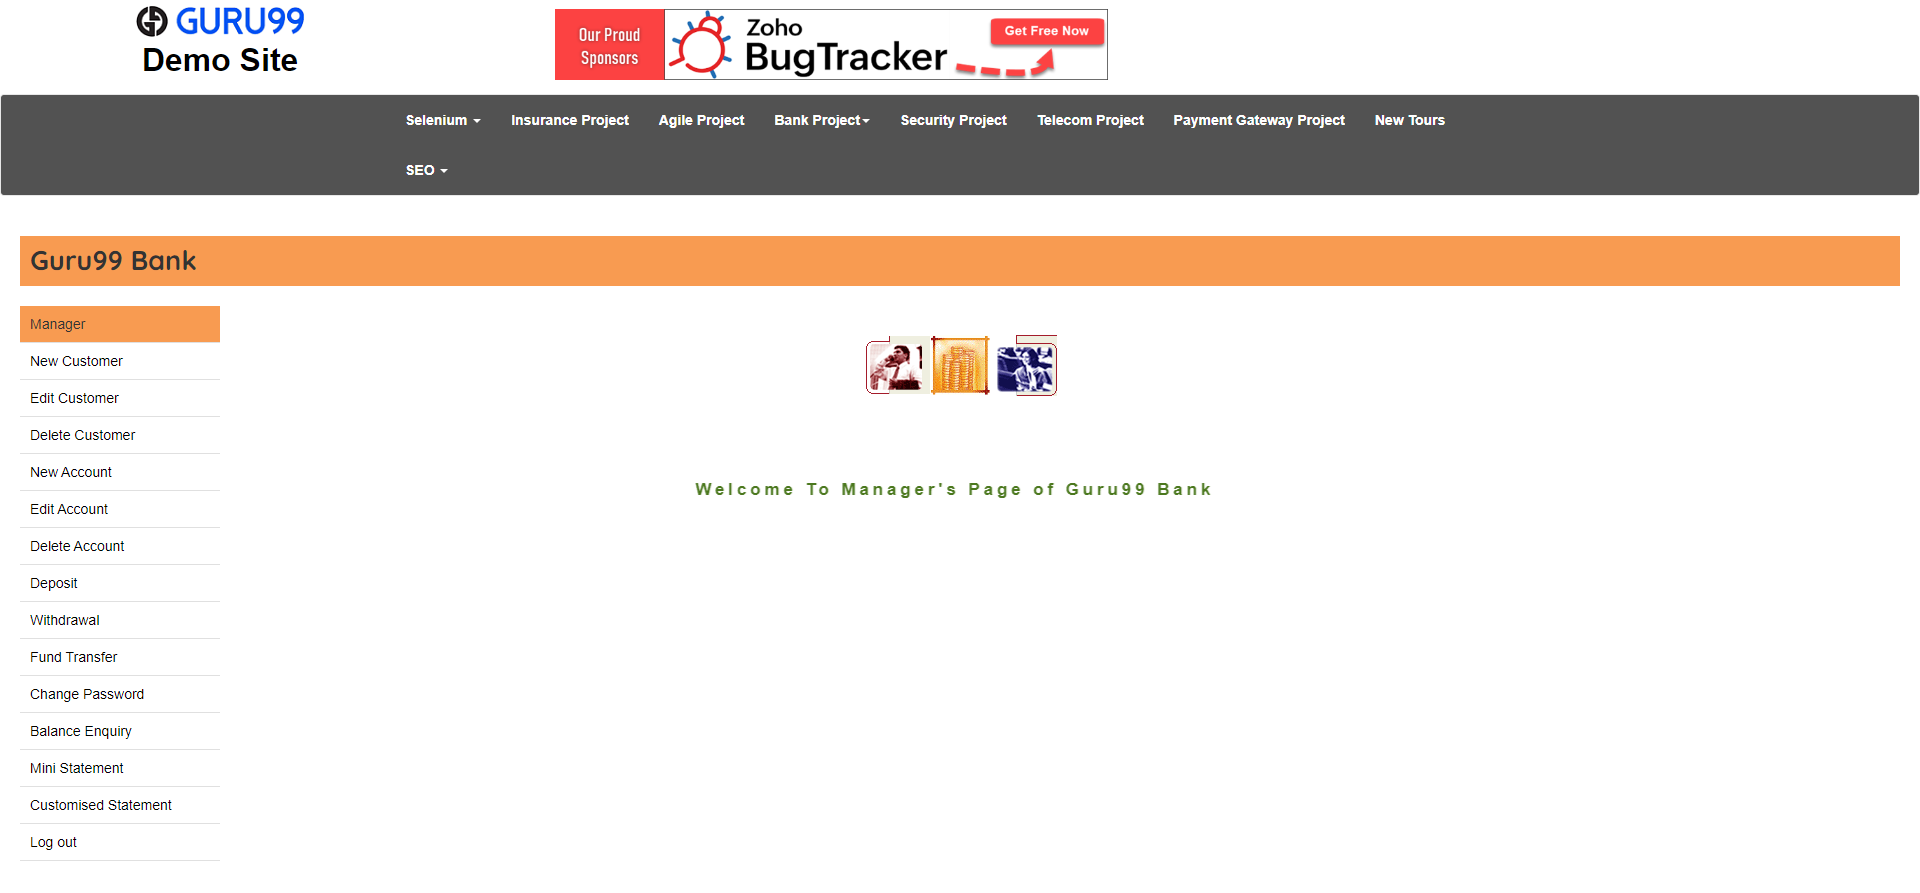 GURU99
Demo Site
Our Proud
Sponsors
Zoho
BugTracker
Get Free Now
Selenium
Insurance Project
Agile Project
Bank Project
Security Project
Telecom Project
Payment Gateway Project
New Tours
SEO
Guru99 Bank
Manager
New Customer
Edit Customer
Delete Customer
New Account
Edit Account
Delete Account
Deposit
Withdrawal
Fund Transfer
Change Password
Balance Enquiry
Mini Statement
Customised Statement
Log out
Welcome To Manager's Page of Guru99 Bank